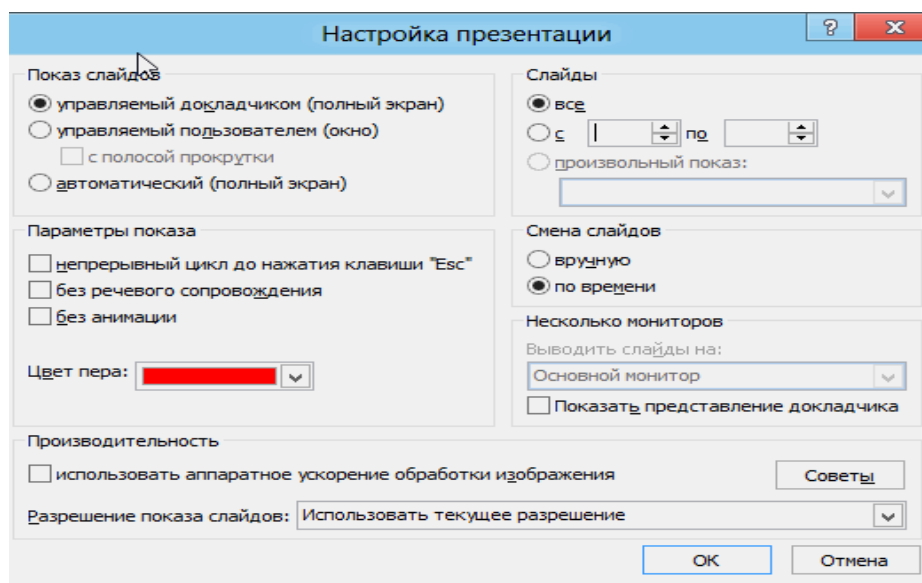 Настройка презентации
?
Показ слайдов
управляемый докладчиком (полный экран)
управляемый пользователем (окно)
с полосой прокрутки
автоматический (полный экран)
Слайды
все
с по
произвольный показ:
Параметры показа
непрерывный цикл до нажатия клавиши "Esc"
без речевого сопровождения
без анимации
Цвет пера:
Смена слайдов
вручную
по времени
Несколько мониторов
Выводить слайды на:
Основной монитор
Показать представление докладчика
Производительность
использовать аппаратное ускорение обработки изображения
Советы
Разрешение показа слайдов: Использовать текущее разрешение
ОК Отмена